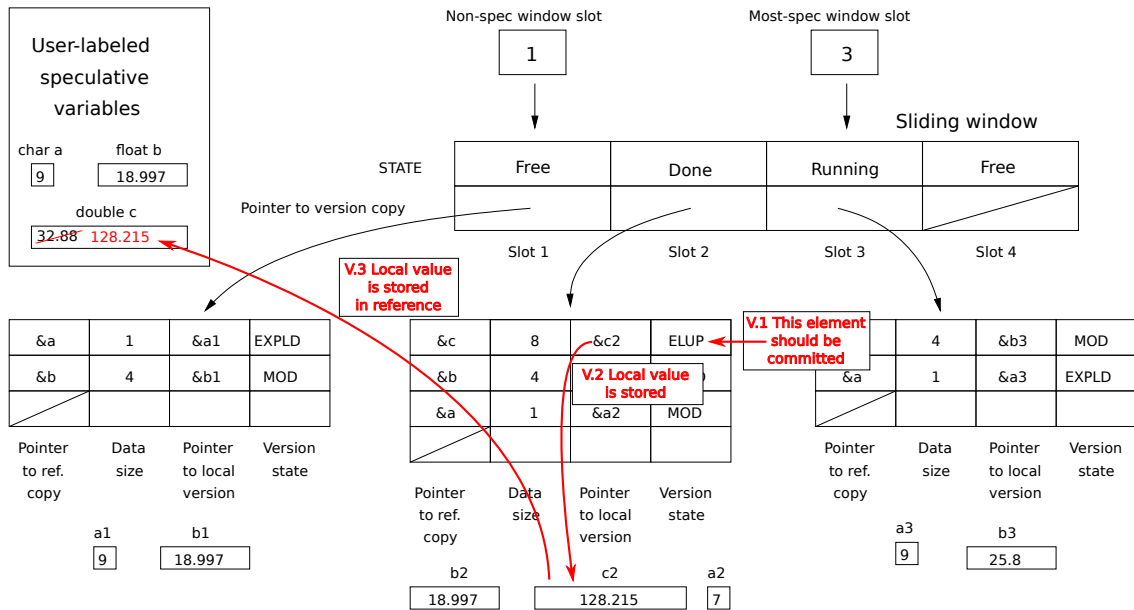 Non-spec window slot
Most-spec window slot
1
3
User-labeled
speculative
variables
char a
float b
9
18.997
double c
32.88 128.215
Sliding window
STATE
Free
Done
Running
Free
Pointer to version copy
Slot 1
Slot 2
Slot 3
Slot 4
V.3 Local value
is stored
in reference
V.1 This element
should be
committed
V.2 Local value
is stored
&a 1 &a1 EXPLD
&b 4 &b1 MOD
Pointer
to ref.
copy
Data
size
Pointer
to local
version
Version
state
a1
b1
9
18.997
&c 8 &c2 ELUP
&b 4
&a 1 &a2 MOD
Pointer
to ref.
copy
Data
size
Pointer
to local
version
Version
state
b2
c2
a2
18.997
128.215
7
4 &b3 MOD
&a 1 &a3 EXPLD
Pointer
to ref.
copy
Data
size
Pointer
to local
version
Version
state
a3
b3
9
25.8